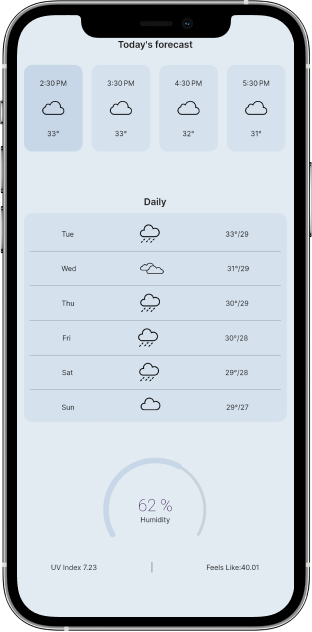 Today's forecast
2:30 PM 3:30 PM 4:30 PM 5:30 PM
33° 33° 32° 31°
Daily
Tue 33°/29
Wed 31°/29
Thu 30°/29
Fri 30°/28
Sat 29°/28
Sun 29°/27
62 %
Humidity
UV Index 7.23 | Feels Like:40.01